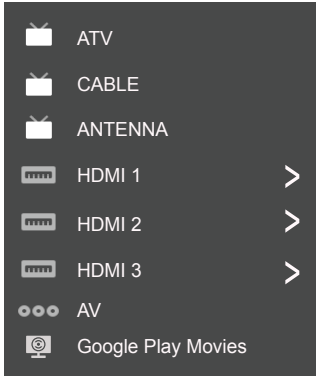 ATV
CABLE
ANTENNA
HDMI 1
HDMI 2
HDMI 3
AV
Google Play Movies